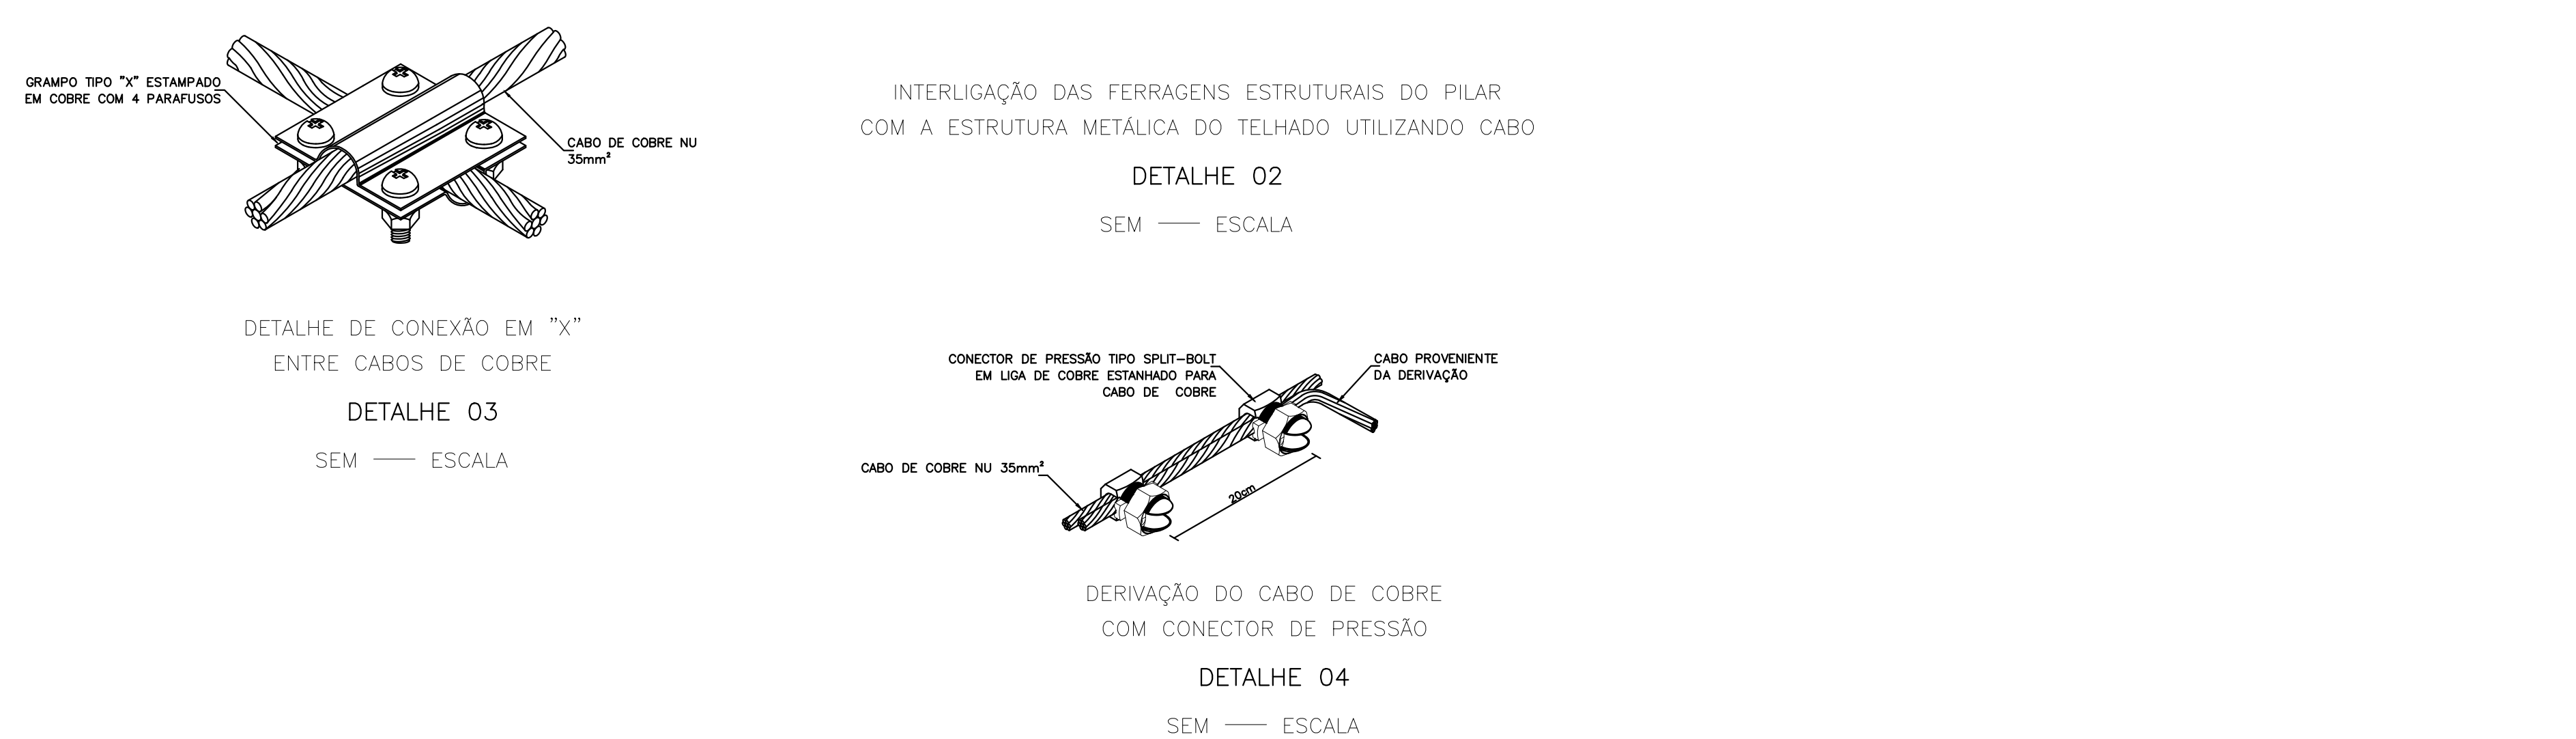 GRAMPO TIPO "X" ESTAMPADO
EM COBRE COM 4 PARAFUSOS
CABO DE COBRE NU
35mm²
DETALHE DE CONEXÃO EM "X"
ENTRE CABOS DE COBRE
DETALHE 03
SEM ESCALA
INTERLIGAÇÃO DAS FERRAGENS ESTRUTURAIS DO PILAR
COM A ESTRUTURA METÁLICA DO TELHADO UTILIZANDO CABO
DETALHE 02
SEM ESCALA
CONECTOR DE PRESSÃO TIPO SPLIT-BOLT
EM LIGA DE COBRE ESTANHADO PARA
CABO DE COBRE
CABO PROVENIENTE
DA DERIVAÇÃO
CABO DE COBRE NU 35mm²
20cm
DERIVAÇÃO DO CABO DE COBRE
COM CONECTOR DE PRESSÃO
DETALHE 04
SEM ESCALA